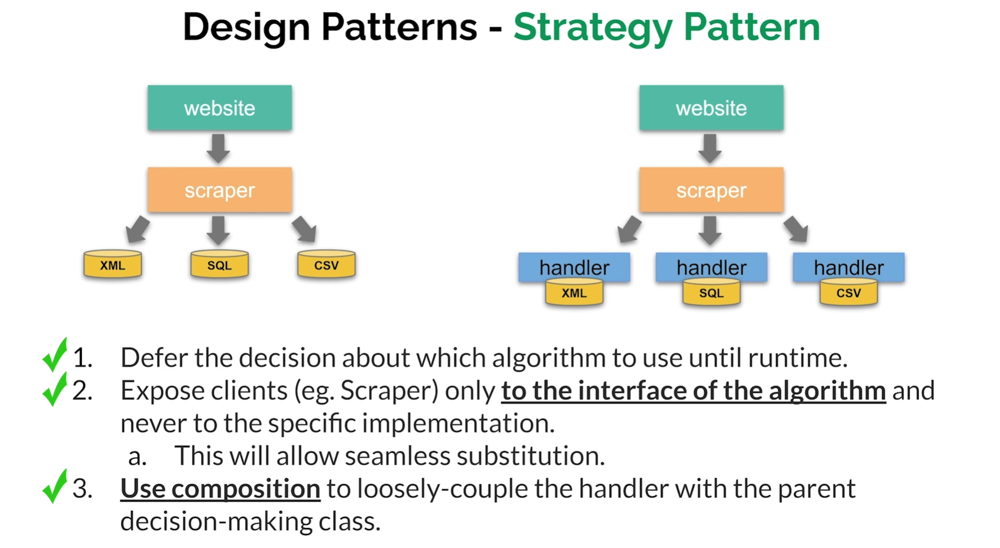 Design Patterns - Strategy Pattern
website website
scraper scraper
XML SQL CSV
handler handler handler
XML SQL CSV
1. Defer the decision about which algorithm to use until runtime.
2. Expose clients (eg. Scraper) only to the interface of the algorithm and
never to the specific implementation.
a. This will allow seamless substitution.
3. Use composition to loosely-couple the handler with the parent
decision-making class.